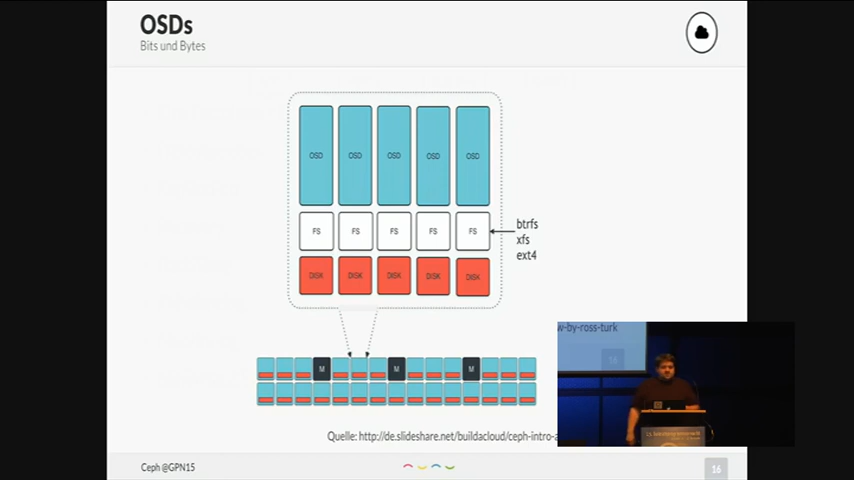 OSDs
Bits und Bytes
OSD OSD OSD OSD OSD
FS FS FS FS FS
btrfs
xfs
ext4
DISK DISK DISK DISK DISK
M M M
w-by-ross-turk
16
Quelle: http://de.slideshare.net/buildacloud/ceph-intro-a
Ceph @GPN15
16